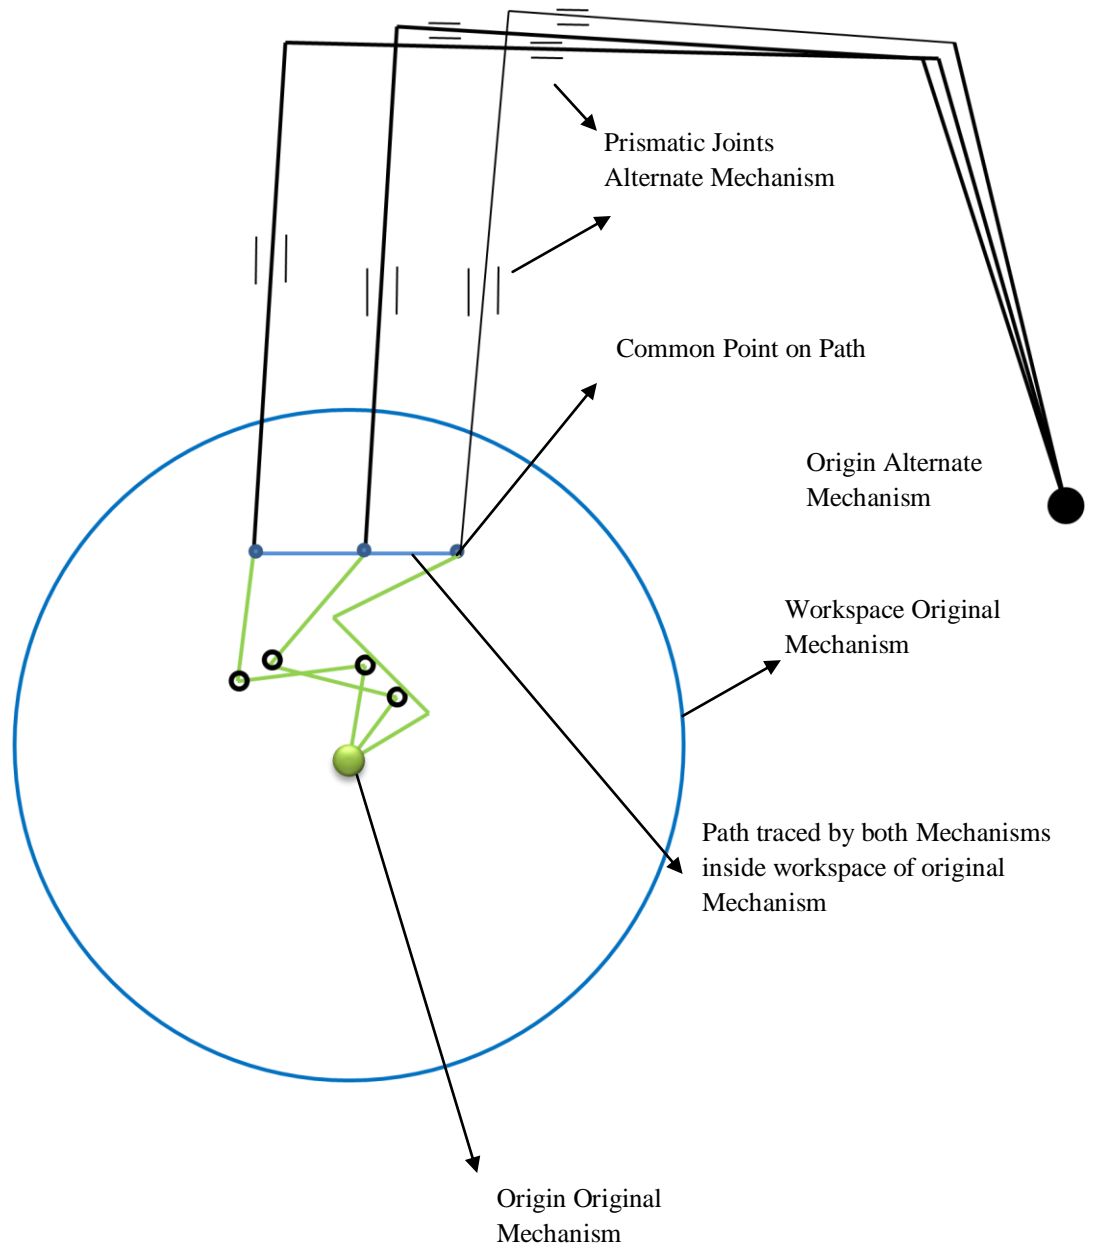 Prismatic Joints
Alternate Mechanism
Common Point on Path
Origin Alternate
Mechanism
Workspace Original
Mechanism
Path traced by both Mechanisms
inside workspace of original
Mechanism
Origin Original
Mechanism